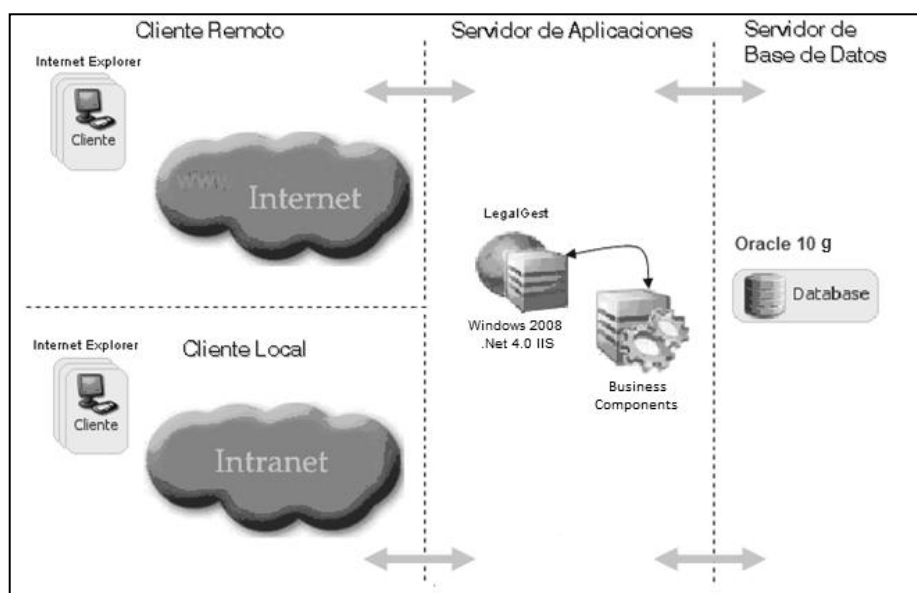 Cliente Remoto
Internet Explorer
Cliente
www
Internet
Servidor de Aplicaciones
Servidor de
Base de Datos
LegalGest
Windows 2008
.Net 4.0 IIS
Business
Components
Oracle 10 g
Database
Internet Explorer
Cliente Local
Cliente
Intranet